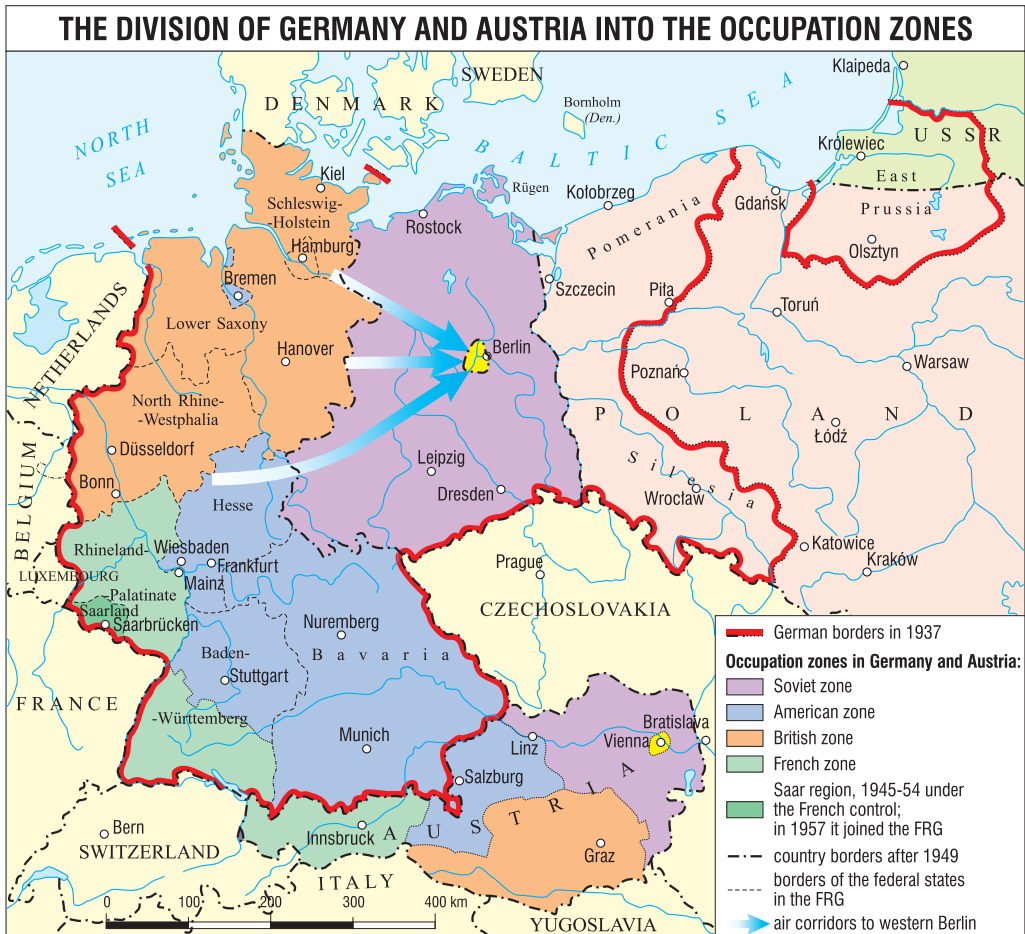 THE DIVISION OF GERMANY AND AUSTRIA INTO THE OCCUPATION ZONES
SWEDEN
Klaipeda
DENMARK
Bornholm
(Den.)
BALTIC SEA
NORTH
SEA
USSR
Królewiec
East
Prussia
Kiel
Rügen
Schleswig-
-Holstein
Kołobrzeg
Gdańsk
Pomerania
Rostock
Hamburg
Olsztyn
Bremen
Szczecin
Piła
Toruń
NETHERLANDS
Lower Saxony
Hanover
Berlin
Warsaw
Poznań
North Rhine-
-Westphalia
POLAND
Łódź
Düsseldorf
Leipzig
Silesia
BELGIUM
Bonn
Dresden
Wrocław
Hesse
Rhineland-
Wiesbaden
Frankfurt
Katowice
Prague
Kraków
LUXEMBOURG
Mainz
-Palatinate
Saarland
Saarbrücken
CZECHOSLOVAKIA
Nuremberg
Bavaria
Baden-
Stuttgart
FRANCE
-Württemberg
Munich
Linz
Vienna
Bratislava
Salzburg
AUSTRIA
Bern
SWITZERLAND
Innsbruck
Graz
ITALY
YUGOSLAVIA
0 100 200 400 km
German borders in 1937
Occupation zones in Germany and Austria:
Soviet zone
American zone
British zone
French zone
Saar region, 1945-54 under
the French control;
in 1957 it joined the FRG
country borders after 1949
borders of the federal states
in the FRG
air corridors to western Berlin